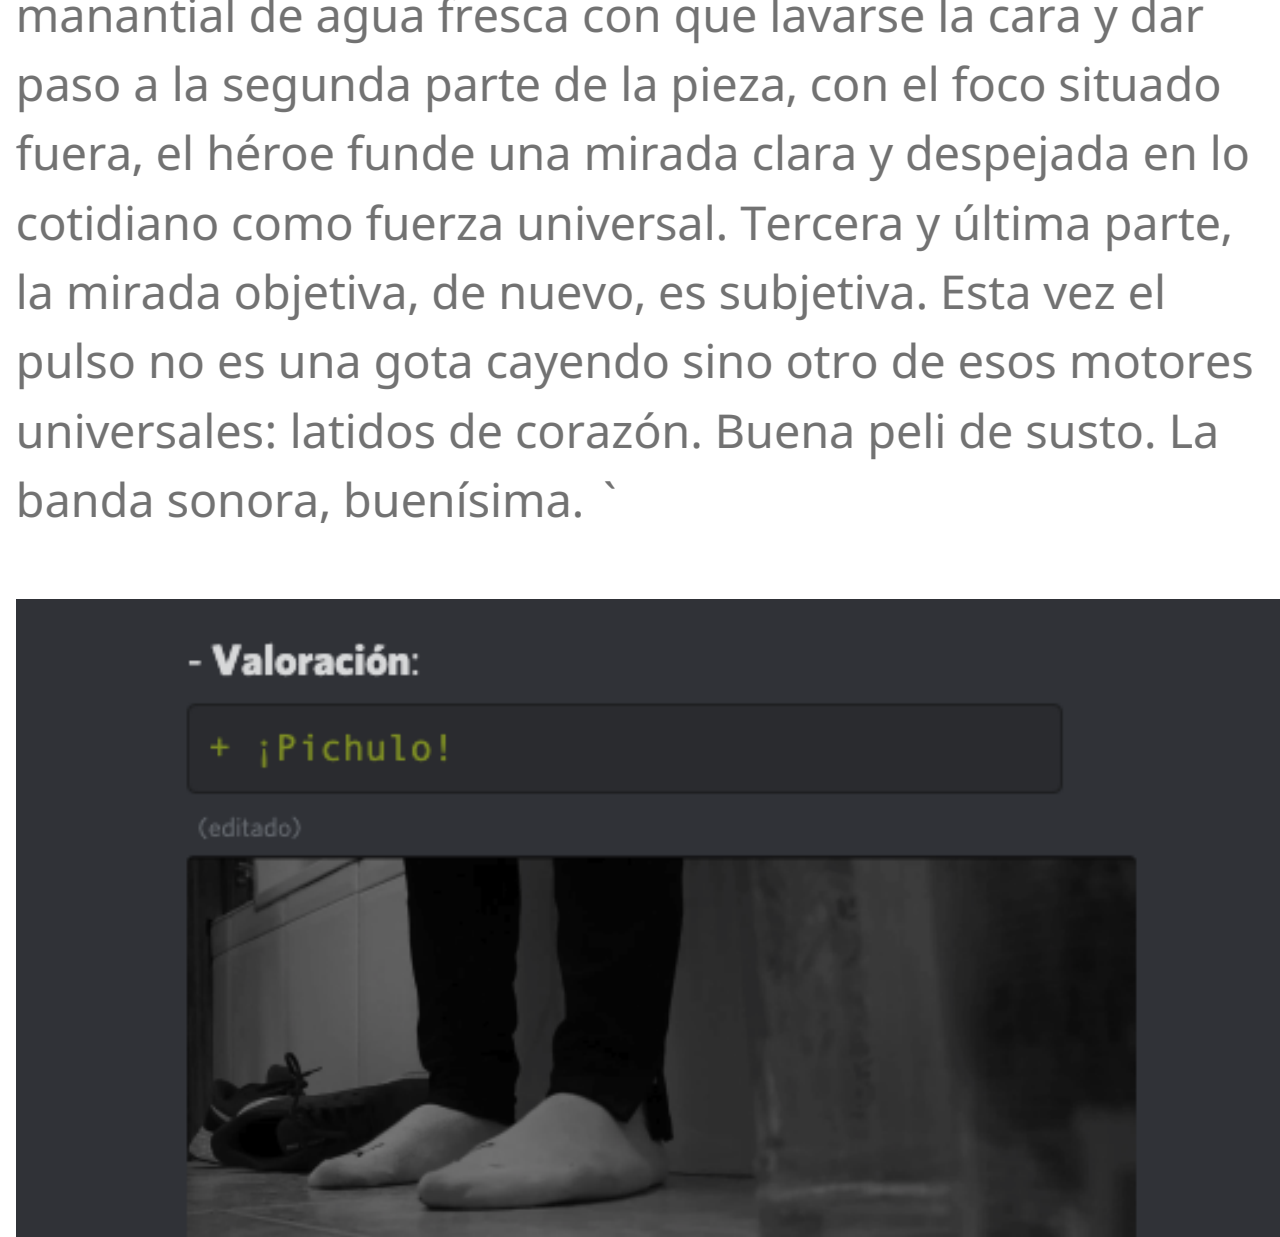 manantial de agua fresca con que lavarse la cara y dar
paso a la segunda parte de la pieza, con el foco situado
fuera, el héroe funde una mirada clara y despejada en lo
cotidiano como fuerza universal. Tercera y última parte,
la mirada objetiva, de nuevo, es subjetiva. Esta vez el
pulso no es una gota cayendo sino otro de esos motores
universales: latidos de corazón. Buena peli de susto. La
banda sonora, buenísima. `
- Valoración:
+ ¡Pichulo!
(editado)